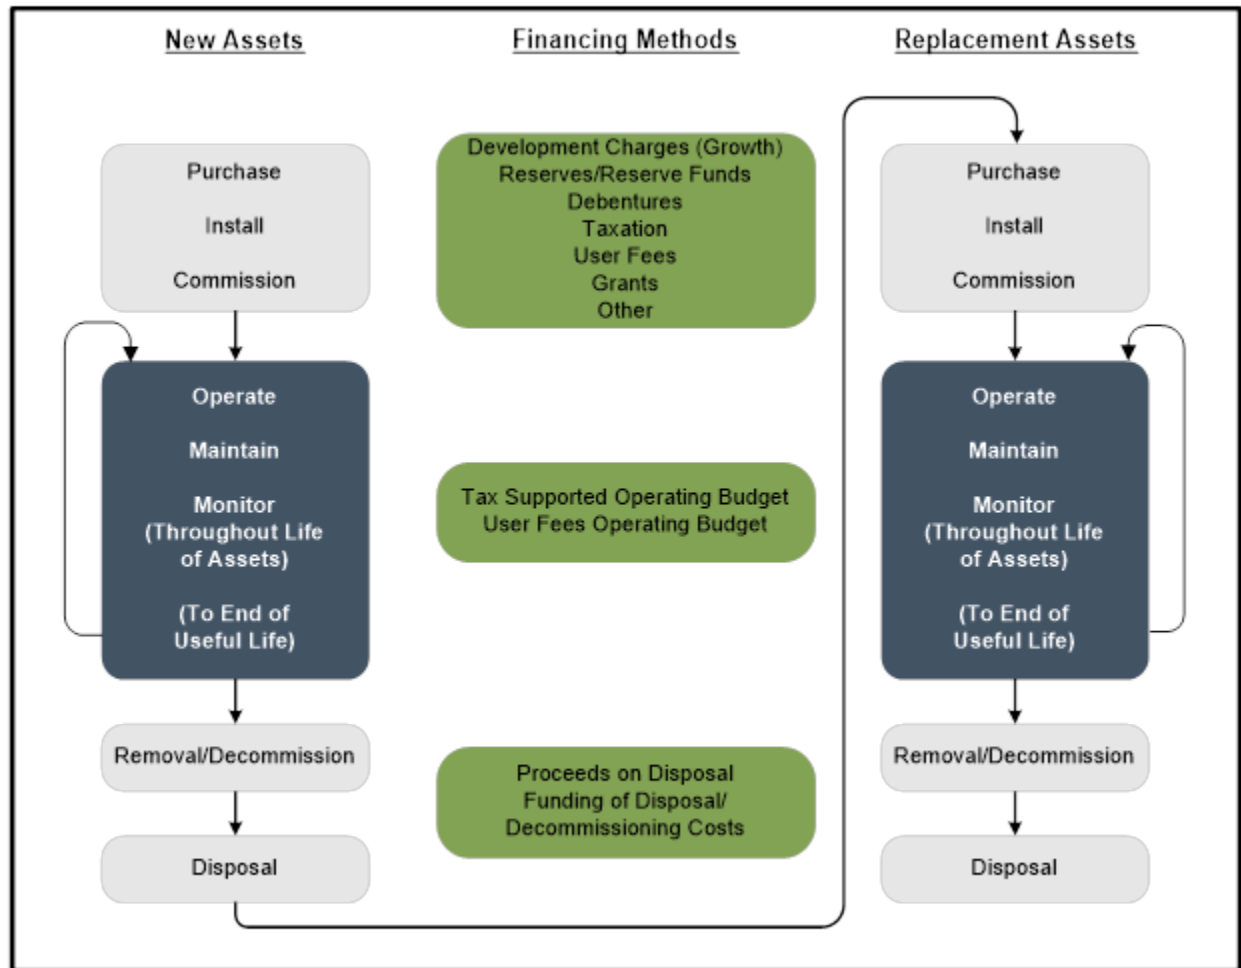 New Assets
Financing Methods
Replacement Assets
Purchase
Install
Commission
Operate
Maintain
Monitor
(Throughout Life
of Assets)
(To End of
Useful Life)
Removal/Decommission
Disposal
Development Charges (Growth)
Reserves/Reserve Funds
Debentures
Taxation
User Fees
Grants
Other
Tax Supported Operating Budget
User Fees Operating Budget
Proceeds on Disposal
Funding of Disposal/
Decommissioning Costs
Purchase
Install
Commission
Operate
Maintain
Monitor
(Throughout Life
of Assets)
(To End of
Useful Life)
Removal/Decommission
Disposal